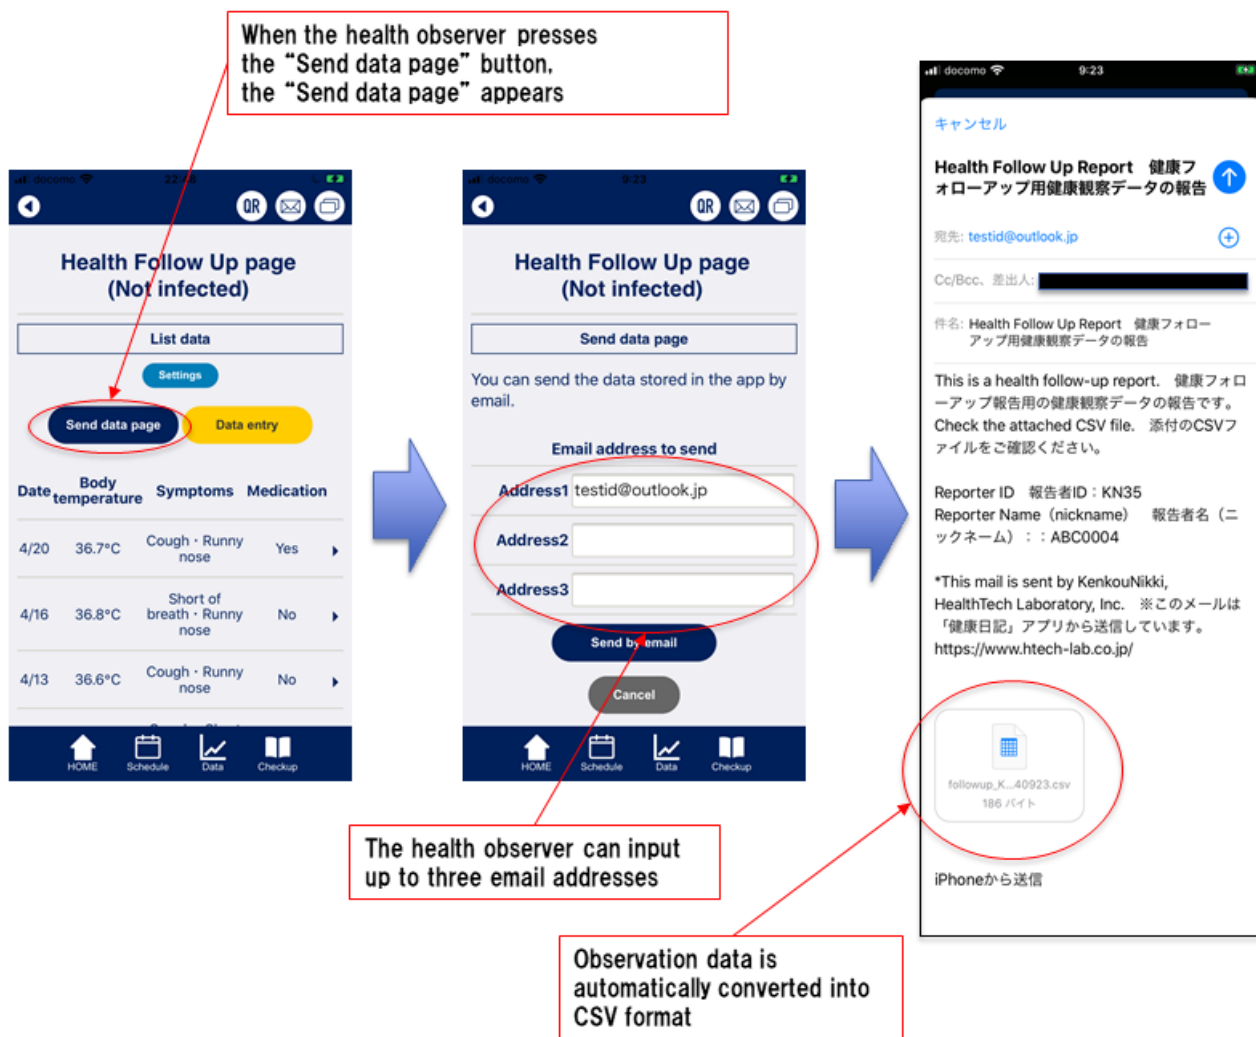 When the health observer presses
the “Send data page” button,
the “Send data page” appears
docomo
22:48
QR
Health Follow Up page
(Not infected)
List data
Settings
Send data page
Data entry
Date
Body
temperature
Symptoms
Medication
4/20
36.7°C
Cough・Runny
nose
Yes
4/16
36.8°C
Short of
breath・Runny
nose
No
4/13
36.6°C
Cough・Runny
nose
No
HOME
Schedule
Data
Checkup
docomo
9:23
QR
Health Follow Up page
(Not infected)
Send data page
You can send the data stored in the app by
email.
Email address to send
Address1 testid@outlook.jp
Address2
Address3
Send by email
Cancel
HOME
Schedule
Data
Checkup
The health observer can input
up to three email addresses
docomo
9:23
キャンセル
Health Follow Up Report　健康フ
ォローアップ用健康観察データの報告
宛先: testid@outlook.jp
Cc/Bcc、差出人:
件名: Health Follow Up Report　健康フォロー
アップ用健康観察データの報告
This is a health follow-up report.　健康フォロ
ーアップ報告用の健康観察データの報告です。
Check the attached CSV file.　添付のCSVフ
ァイルをご確認ください。
Reporter ID　報告者ID：KN35
Reporter Name（nickname）　報告者名（ニ
ックネーム）：：ABC0004
*This mail is sent by KenkouNikki,
HealthTech Laboratory, Inc.　※このメールは
「健康日記」アプリから送信しています。
https://www.htech-lab.co.jp/
followup_K...40923.csv
186 バイト
iPhoneから送信
Observation data is
automatically converted into
CSV format